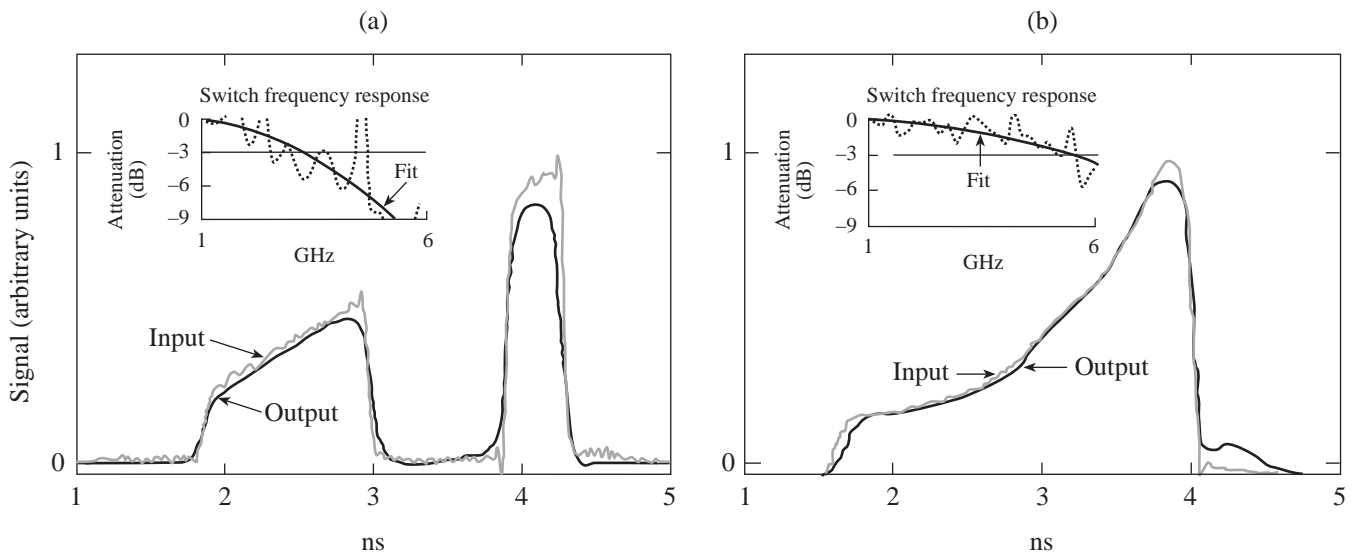 (a)
Signal (arbitrary units)
1
0
1 2 3 4 5
ns
Input
Output
Switch frequency response
Attenuation
(dB)
0
–3
–6
–9
1 6
GHz
Fit
(b)
1
0
1 2 3 4 5
ns
Input
Output
Switch frequency response
Attenuation
(dB)
0
–3
–6
–9
1 6
GHz
Fit